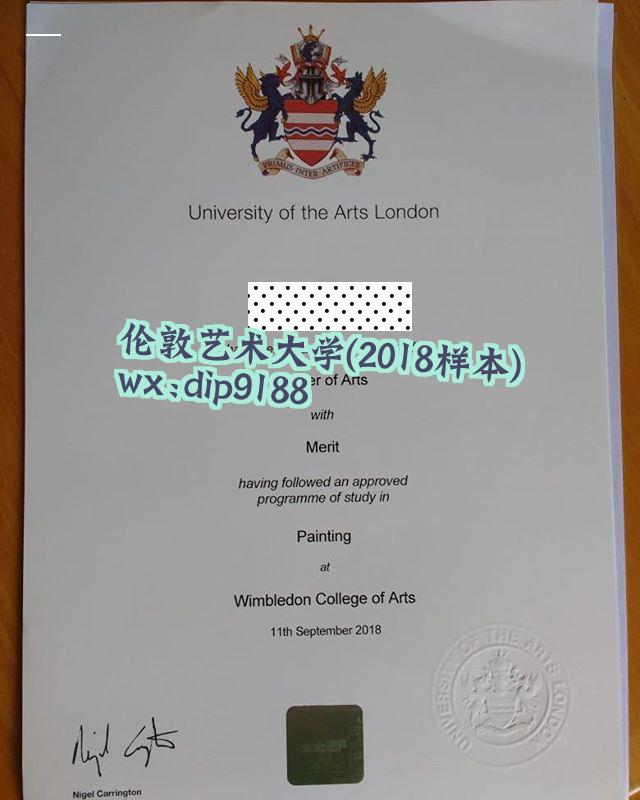 PRIMUS INTER ARTIFICES
University of the Arts London
伦敦艺术大学(2018样本)
wx:dip9188
of Arts
with
Merit
having followed an approved
programme of study in
Painting
at
Wimbledon College of Arts
11th September 2018
UNIVERSITY OF THE ARTS LONDON
Nigel Carrington